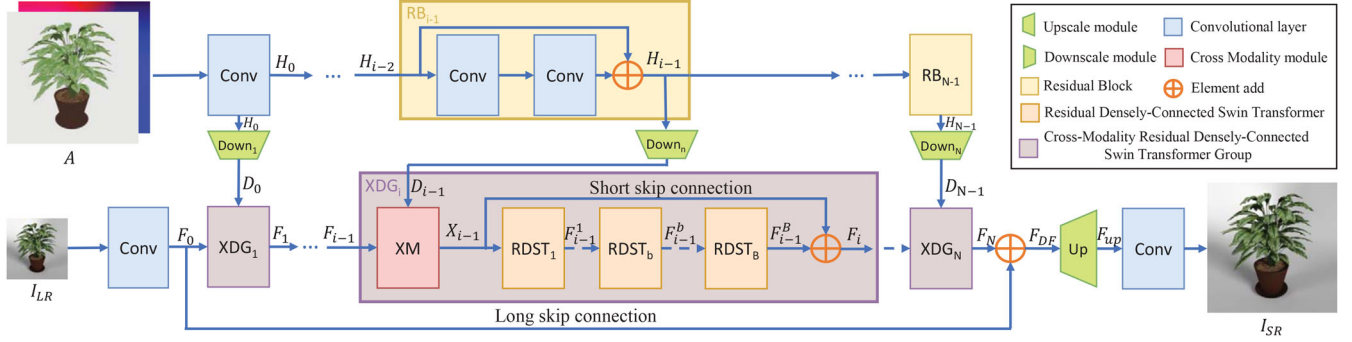 RB_{i-1}
Conv
H_0
...
H_{i-2}
Conv
Conv
H_{i-1}
...
RB_{N-1}
H_0
H_{N-1}
Down_1
Down_n
Down_N
A
D_0
D_{i-1}
D_{N-1}
XDG_i
Short skip connection
I_{LR}
Conv
F_0
XDG_1
F_1
...
F_{i-1}
XM
X_{i-1}
RDST_1
F_{i-1}^1
RDST_b
F_{i-1}^b
RDST_B
F_{i-1}^B
F_i
XDG_N
F_N
F_{DF}
Up
F_{up}
Conv
I_{SR}
Long skip connection
Upscale module
Convolutional layer
Downscale module
Cross Modality module
Residual Block
Element add
Residual Densely-Connected Swin Transformer
Cross-Modality Residual Densely-Connected
Swin Transformer Group